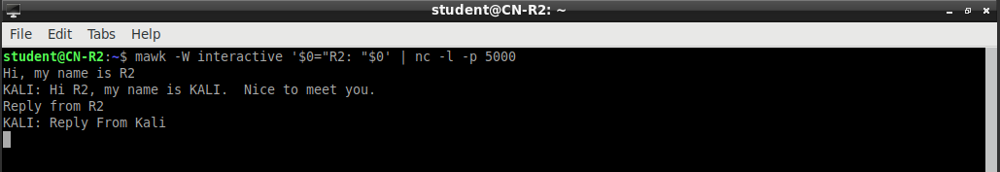 student@CN-R2: ~
File Edit Tabs Help
student@CN-R2:~$ mawk -W interactive '$0="R2: "$0' | nc -l -p 5000
Hi, my name is R2
KALI: Hi R2, my name is KALI.  Nice to meet you.
Reply from R2
KALI: Reply From Kali